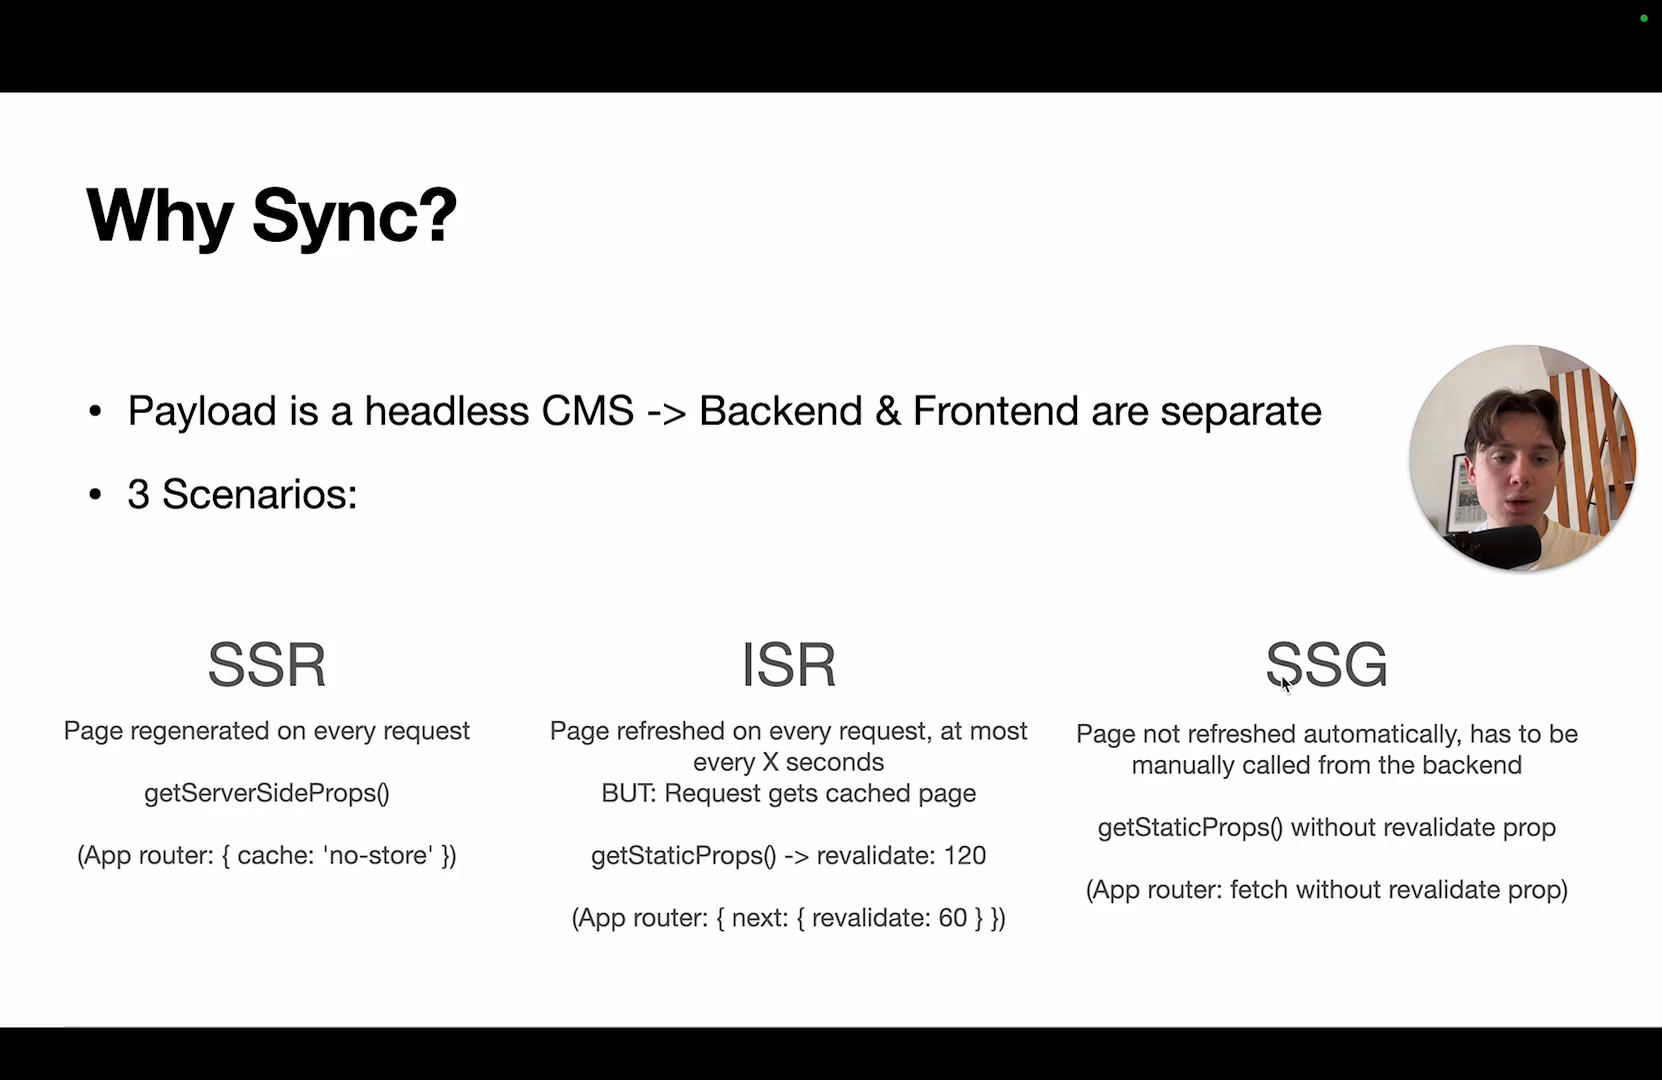 Why Sync?
• Payload is a headless CMS -> Backend & Frontend are separate
• 3 Scenarios:
SSR
Page regenerated on every request
getServerSideProps()
(App router: { cache: 'no-store' })
ISR
Page refreshed on every request, at most
every X seconds
BUT: Request gets cached page
getStaticProps() -> revalidate: 120
(App router: { next: { revalidate: 60 } })
SSG
Page not refreshed automatically, has to be
manually called from the backend
getStaticProps() without revalidate prop
(App router: fetch without revalidate prop)